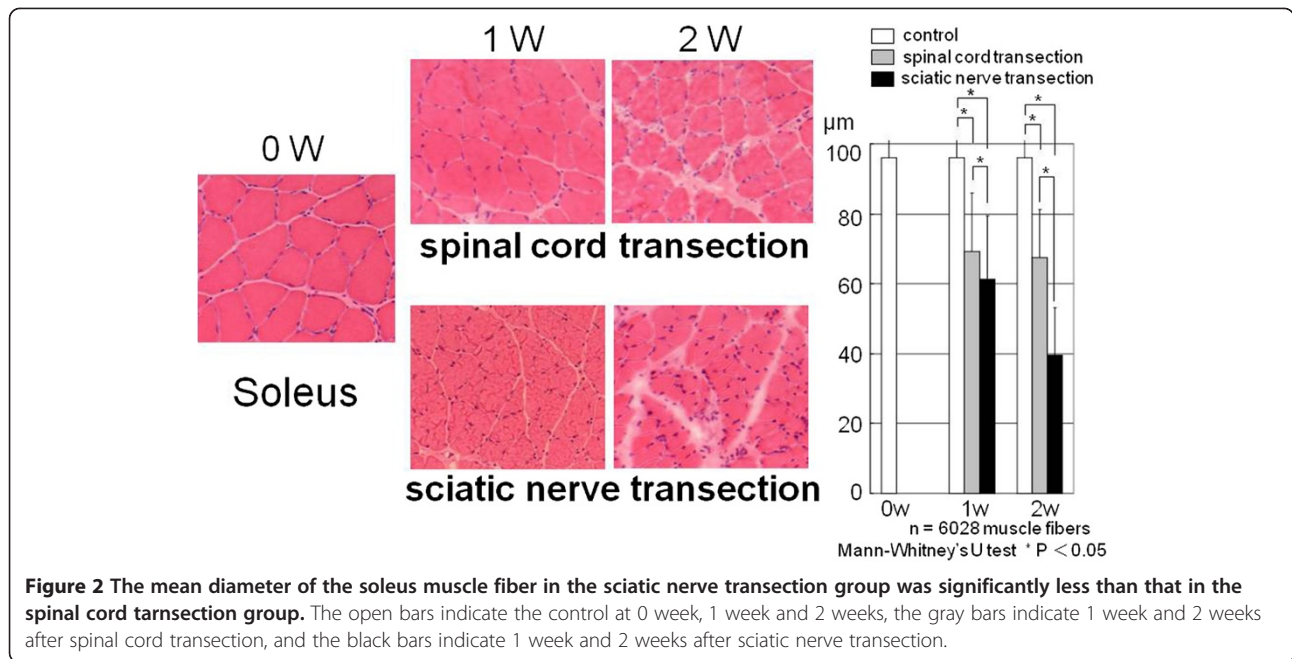 1 W
2 W
0 W
Soleus
spinal cord transection
sciatic nerve transection
control
spinal cord transection
sciatic nerve transection
* * * * * *
µm
100
80
60
40
20
0
0w 1w 2w
n = 6028 muscle fibers
Mann-Whitney's U test * P < 0.05
Figure 2 The mean diameter of the soleus muscle fiber in the sciatic nerve transection group was significantly less than that in the
spinal cord tarnsection group. The open bars indicate the control at 0 week, 1 week and 2 weeks, the gray bars indicate 1 week and 2 weeks
after spinal cord transection, and the black bars indicate 1 week and 2 weeks after sciatic nerve transection.